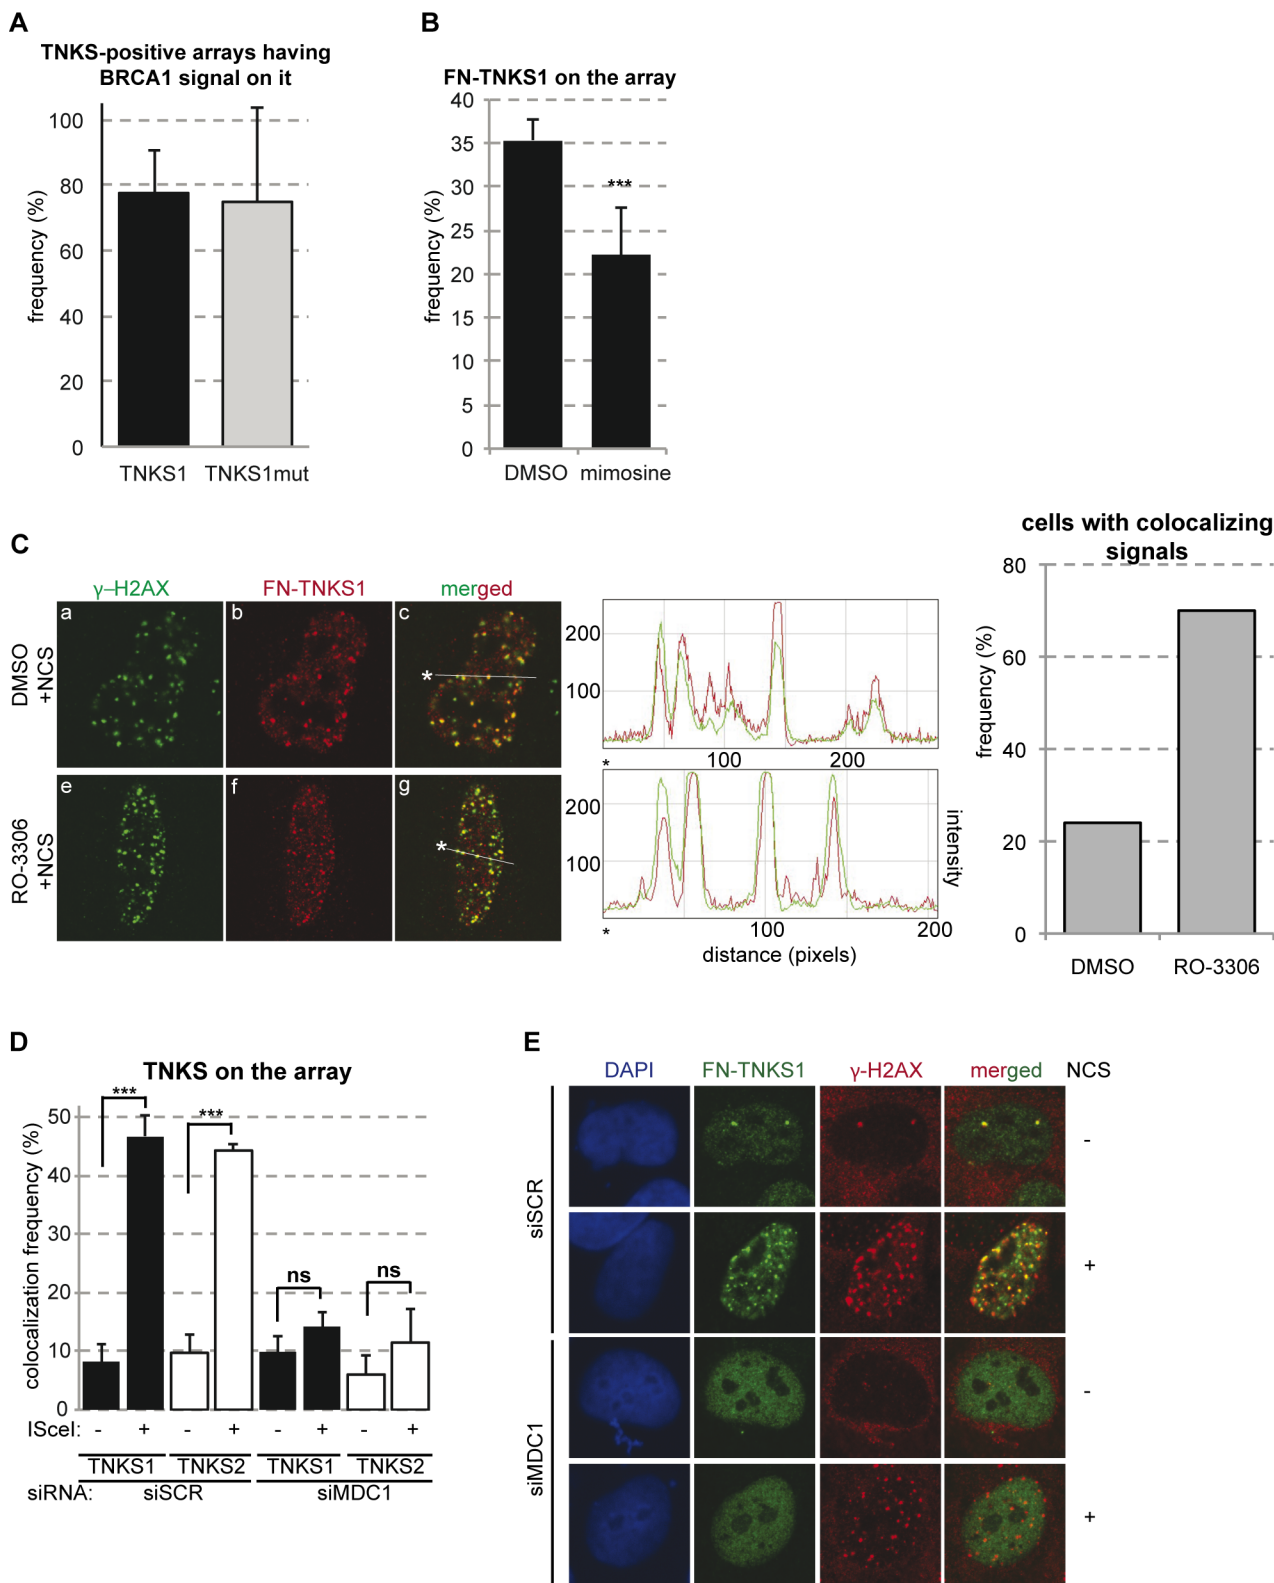 A
TNKS-positive arrays having
BRCA1 signal on it
frequency (%)
100
80
60
40
20
0
TNKS1 TNKS1mut
B
FN-TNKS1 on the array
frequency (%)
40
35
30
25
20
15
10
5
0
***
DMSO mimosine
C
γ–H2AX FN-TNKS1 merged
DMSO
+NCS
a b c
*
RO-3306
+NCS
e f g
*
200
100
* 100 200
200
100
* 100 200
distance (pixels)
intensity
cells with colocalizing
signals
frequency (%)
80
60
40
20
0
DMSO RO-3306
D
TNKS on the array
colocalization frequency (%)
50
40
30
20
10
0
*** *** ns ns
ISceI: - + - + - + - +
TNKS1 TNKS2 TNKS1 TNKS2
siRNA: siSCR siMDC1
E
DAPI FN-TNKS1 γ-H2AX merged NCS
siSCR
-
+
siMDC1
-
+